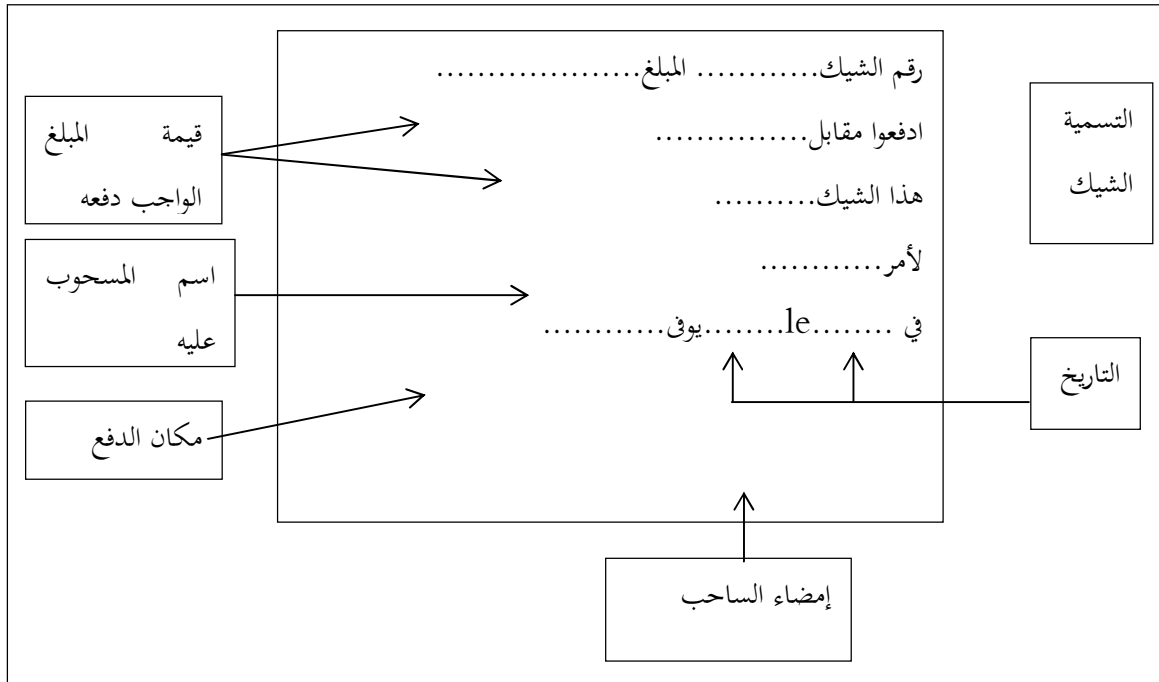 رقم الشيك............ المبلغ....................
ادفعوا مقابل...............
هذا الشيك..........
لأمر............
في ........le........يوفى............
التسمية
الشيك
قيمة المبلغ
الواجب دفعه
اسم المسحوب
عليه
التاريخ
مكان الدفع
إمضاء الساحب